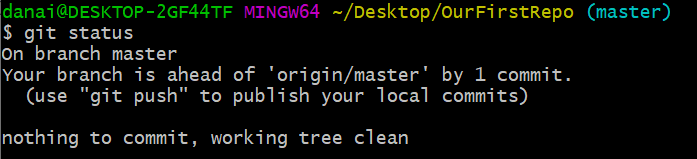 danai@DESKTOP-2GF44TF MINGW64 ~/Desktop/OurFirstRepo (master)
$ git status
On branch master
Your branch is ahead of 'origin/master' by 1 commit.
  (use "git push" to publish your local commits)

nothing to commit, working tree clean